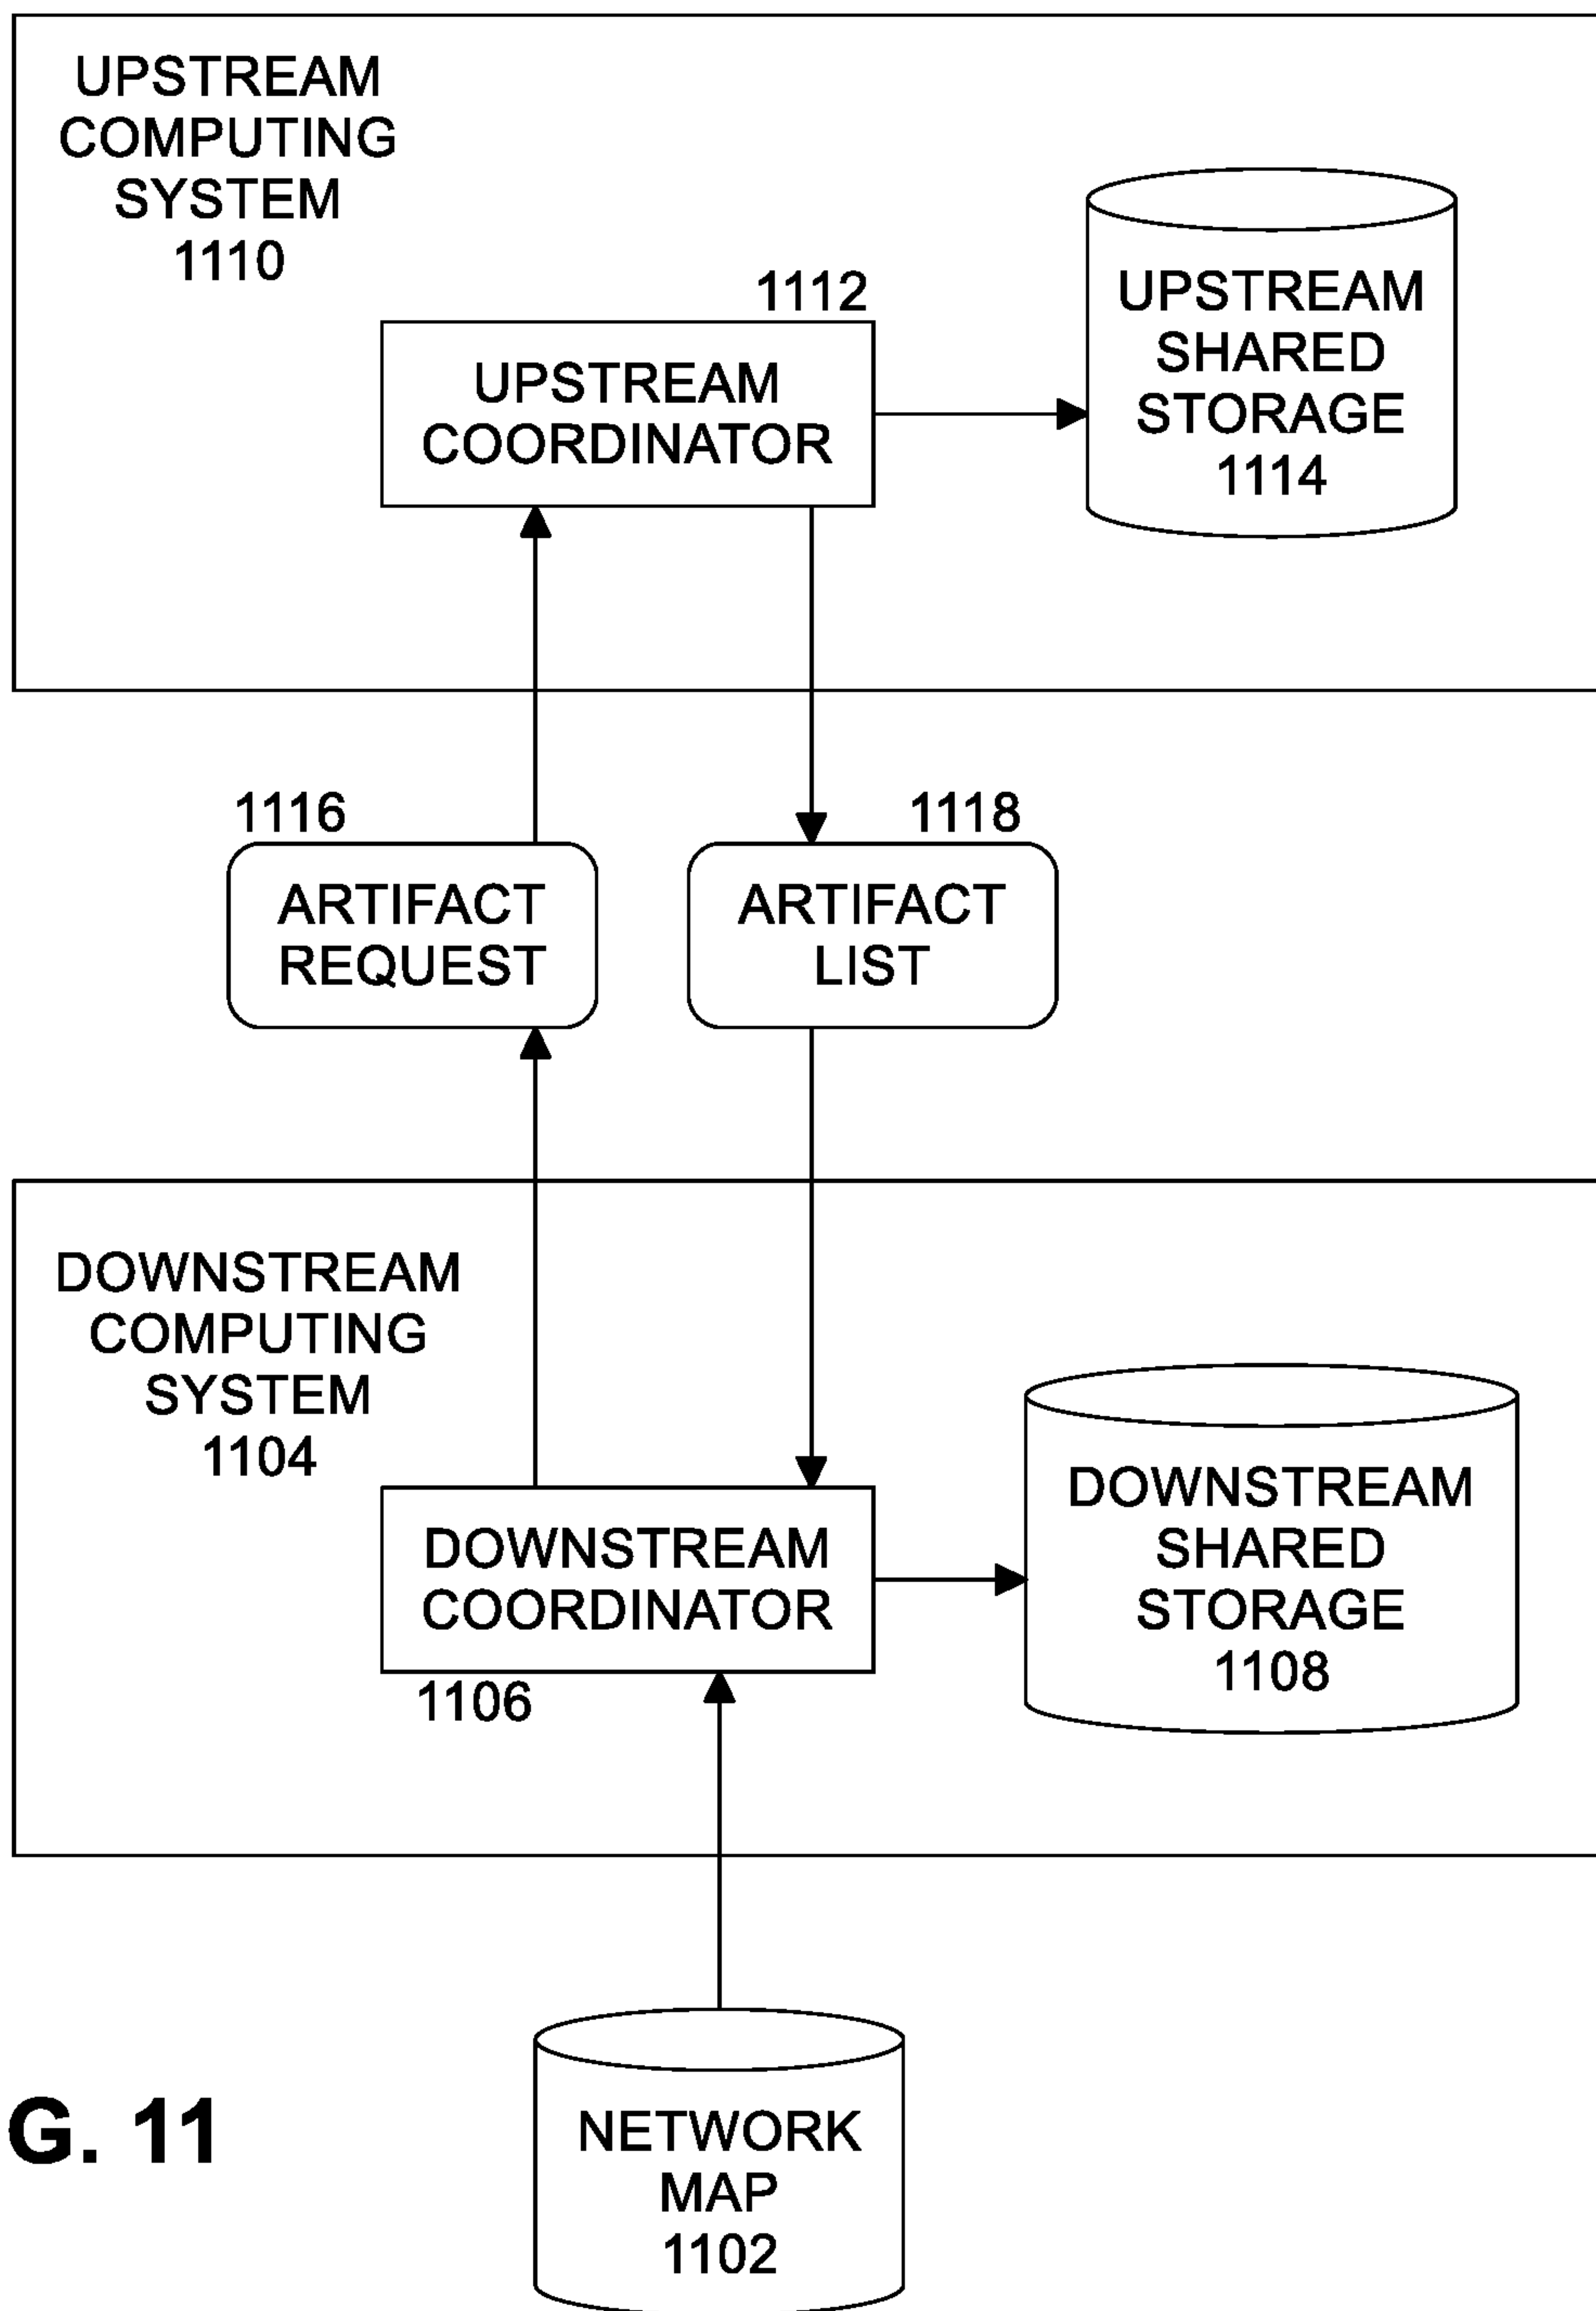 UPSTREAM
COMPUTING
SYSTEM
1110
1112
UPSTREAM
COORDINATOR
UPSTREAM
SHARED
STORAGE
1114
1116
ARTIFACT
REQUEST
1118
ARTIFACT
LIST
DOWNSTREAM
COMPUTING
SYSTEM
1104
DOWNSTREAM
COORDINATOR
1106
DOWNSTREAM
SHARED
STORAGE
1108
G. 11
NETWORK
MAP
1102